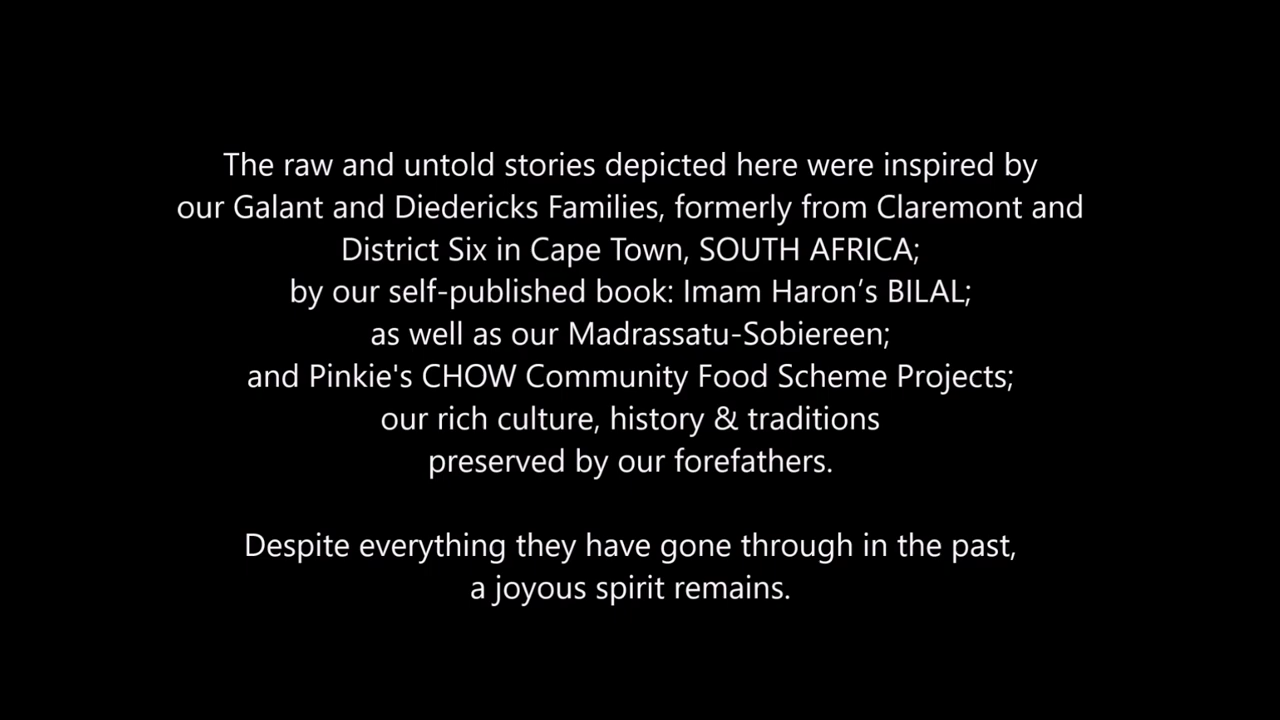 The raw and untold stories depicted here were inspired by
our Galant and Diedericks Families, formerly from Claremont and
District Six in Cape Town, SOUTH AFRICA;
by our self-published book: Imam Haron’s BILAL;
as well as our Madrassatu-Sobiereen;
and Pinkie's CHOW Community Food Scheme Projects;
our rich culture, history & traditions
preserved by our forefathers.
Despite everything they have gone through in the past,
a joyous spirit remains.